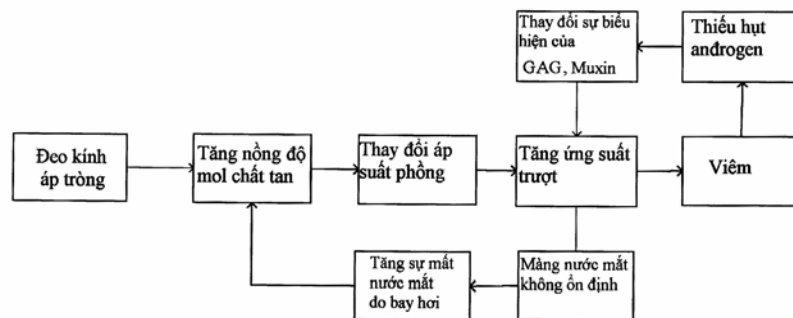 Thay đổi sự biểu
hiện của
GAG, Muxin
Thiếu hụt
anđrogen
Đeo kính
áp tròng
Tăng nồng độ
mol chất tan
Thay đổi áp
suất phồng
Tăng ứng suất
trượt
Viêm
Tăng sự mất
nước mắt
do bay hơi
Màng nước mắt
không ổn định